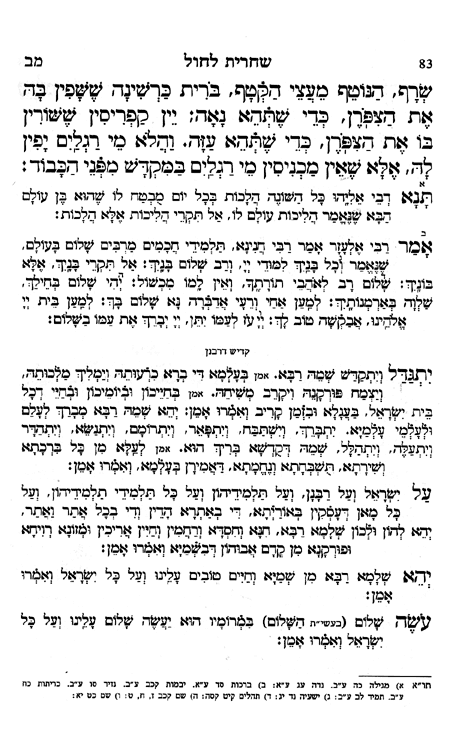 83 שחרית לחול מב
שְׂרָף, הַנּוֹטֵף מֵעֲצֵי הַקְּטָף, בֹּרִית כַּרְשִׁינָה שֶׁשָּׁפִין בָּהּ
אֶת הַצִּפֹּרֶן, כְּדֵי שֶׁתְּהֵא נָאָה; יֵין קַפְרִיסִין שֶׁשּׁוֹרִין
בּוֹ אֶת הַצִּפֹּרֶן, כְּדֵי שֶׁתְּהֵא עַזָּה. וַהֲלֹא מֵי רַגְלַיִם יָפִין
לָהּ, אֶלָּא שֶׁאֵין מַכְנִיסִין מֵי רַגְלַיִם בַּמִּקְדָּשׁ מִפְּנֵי הַכָּבוֹד:
תָּנָא דְבֵי אֵלִיָּהוּ כָּל הַשּׁוֹנֶה הֲלָכוֹת בְּכָל יוֹם מֻבְטָח לוֹ שֶׁהוּא בֶּן עוֹלָם
הַבָּא שֶׁנֶּאֱמַר הֲלִיכוֹת עוֹלָם לוֹ, אַל תִּקְרֵי הֲלִיכוֹת אֶלָּא הֲלָכוֹת:
אָמַר רַבִּי אֶלְעָזָר אָמַר רַבִּי חֲנִינָא, תַּלְמִידֵי חֲכָמִים מַרְבִּים שָׁלוֹם בָּעוֹלָם,
שֶׁנֶּאֱמַר וְכָל בָּנַיִךְ לִמּוּדֵי יְיָ, וְרַב שְׁלוֹם בָּנָיִךְ: אַל תִּקְרֵי בָּנָיִךְ, אֶלָּא
בּוֹנָיִךְ: שָׁלוֹם רָב לְאֹהֲבֵי תוֹרָתֶךָ, וְאֵין לָמוֹ מִכְשׁוֹל: יְהִי שָׁלוֹם בְּחֵילֵךְ,
שַׁלְוָה בְּאַרְמְנוֹתָיִךְ: לְמַעַן אַחַי וְרֵעָי אֲדַבְּרָה נָּא שָׁלוֹם בָּךְ: לְמַעַן בֵּית יְיָ
אֱלֹהֵינוּ, אֲבַקְשָׁה טוֹב לָךְ: יְיָ עֹז לְעַמּוֹ יִתֵּן, יְיָ יְבָרֵךְ אֶת עַמּוֹ בַשָּׁלוֹם:
קדיש דרבנן
יִתְגַּדַּל וְיִתְקַדַּשׁ שְׁמֵהּ רַבָּא. אמן בְּעָלְמָא דִּי בְרָא כִרְעוּתֵהּ וְיַמְלִיךְ מַלְכוּתֵהּ,
וְיַצְמַח פּוּרְקָנֵהּ וִיקָרֵב מְשִׁיחֵהּ. אמן בְּחַיֵּיכוֹן וּבְיוֹמֵיכוֹן וּבְחַיֵּי דְכָל
בֵּית יִשְׂרָאֵל, בַּעֲגָלָא וּבִזְמַן קָרִיב וְאִמְרוּ אָמֵן: יְהֵא שְׁמֵהּ רַבָּא מְבָרַךְ לְעָלַם
וּלְעָלְמֵי עָלְמַיָּא. יִתְבָּרֵךְ, וְיִשְׁתַּבַּח, וְיִתְפָּאֵר, וְיִתְרוֹמֵם, וְיִתְנַשֵּׂא, וְיִתְהַדָּר
וְיִתְעַלֶּה, וְיִתְהַלָּל, שְׁמֵהּ דְּקֻדְשָׁא בְּרִיךְ הוּא. אמן לְעֵלָּא מִן כָּל בִּרְכָתָא
וְשִׁירָתָא, תֻּשְׁבְּחָתָא וְנֶחֱמָתָא, דַּאֲמִירָן בְּעָלְמָא, וְאִמְרוּ אָמֵן:
עַל יִשְׂרָאֵל וְעַל רַבָּנָן, וְעַל תַּלְמִידֵיהוֹן וְעַל כָּל תַּלְמִידֵי תַלְמִידֵיהוֹן, וְעַל
כָּל מָאן דְּעָסְקִין בְּאוֹרַיְתָא, דִּי בְאַתְרָא הָדֵין וְדִי בְכָל אֲתַר וַאֲתַר,
יְהֵא לְהוֹן וּלְכוֹן שְׁלָמָא רַבָּא, חִנָּא וְחִסְדָּא וְרַחֲמִין וְחַיִּין אֲרִיכִין וּמְזוֹנָא רְוִיחָא
וּפוּרְקָנָא מִן קֳדָם אֲבוּהוֹן דְּבִשְׁמַיָּא וְאִמְרוּ אָמֵן:
יְהֵא שְׁלָמָא רַבָּא מִן שְׁמַיָּא וְחַיִּים טוֹבִים עָלֵינוּ וְעַל כָּל יִשְׂרָאֵל וְאִמְרוּ
אָמֵן:
עֹשֶׂה שָׁלוֹם (בעשי״ת הַשָּׁלוֹם) בִּמְרוֹמָיו הוּא יַעֲשֶׂה שָׁלוֹם עָלֵינוּ וְעַל כָּל
יִשְׂרָאֵל וְאִמְרוּ אָמֵן:
תו״א א) מגילה כח ע״ב. נדה עג ע״א: ב) ברכות סד ע״א. יבמות קכב ע״ב. נזיר סו ע״ב. כריתות כח
ע״ב. תמיד לב ע״ב: ג) ישעיה נד יג: ד) תהלים קיט קסה: ה) שם קכב ז, ח, ט: ו) שם כט יא: